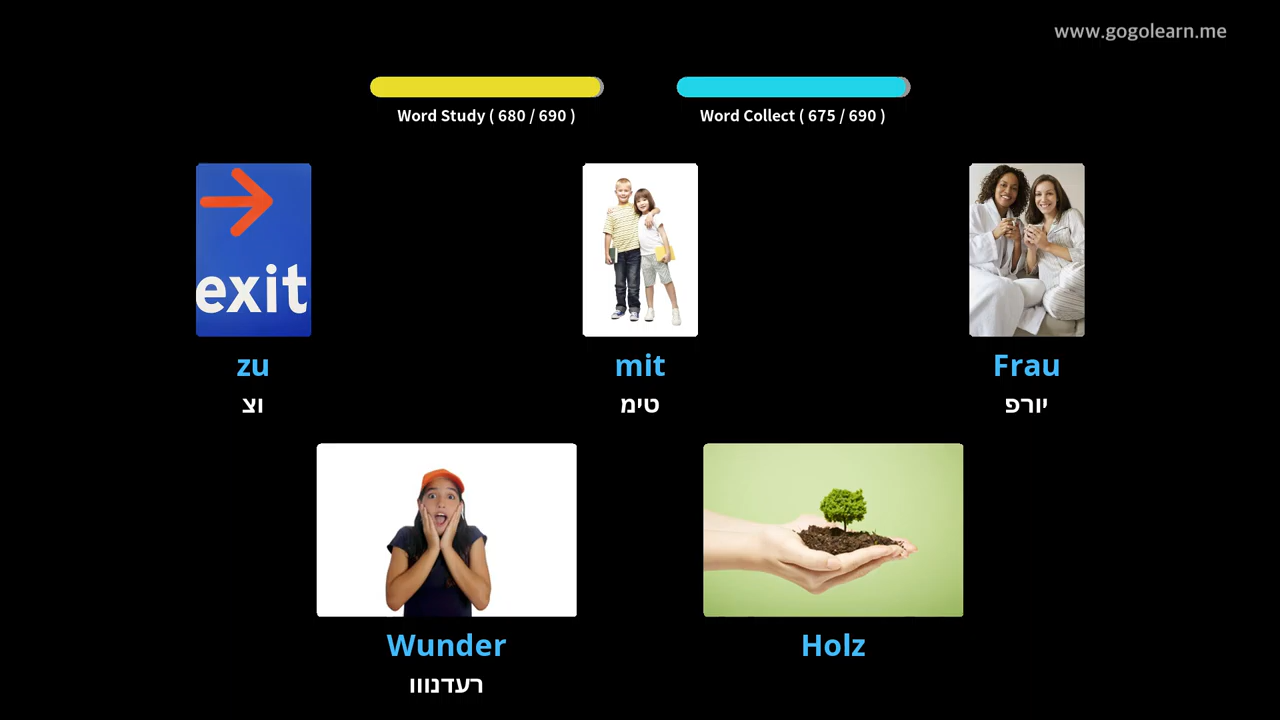 www.gogolearn.me
Word Study ( 680 / 690 )
Word Collect ( 675 / 690 )
exit
zu
וצ
mit
טימ
Frau
יורפ
Wunder
רעדנווו
Holz